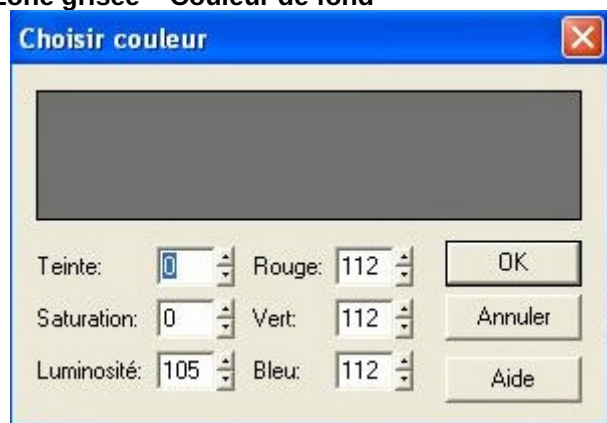 Zone grisée – Couleur de fond
Choisir couleur
Teinte: 0 Rouge: 112 OK
Saturation: 0 Vert: 112 Annuler
Luminosité: 105 Bleu: 112 Aide